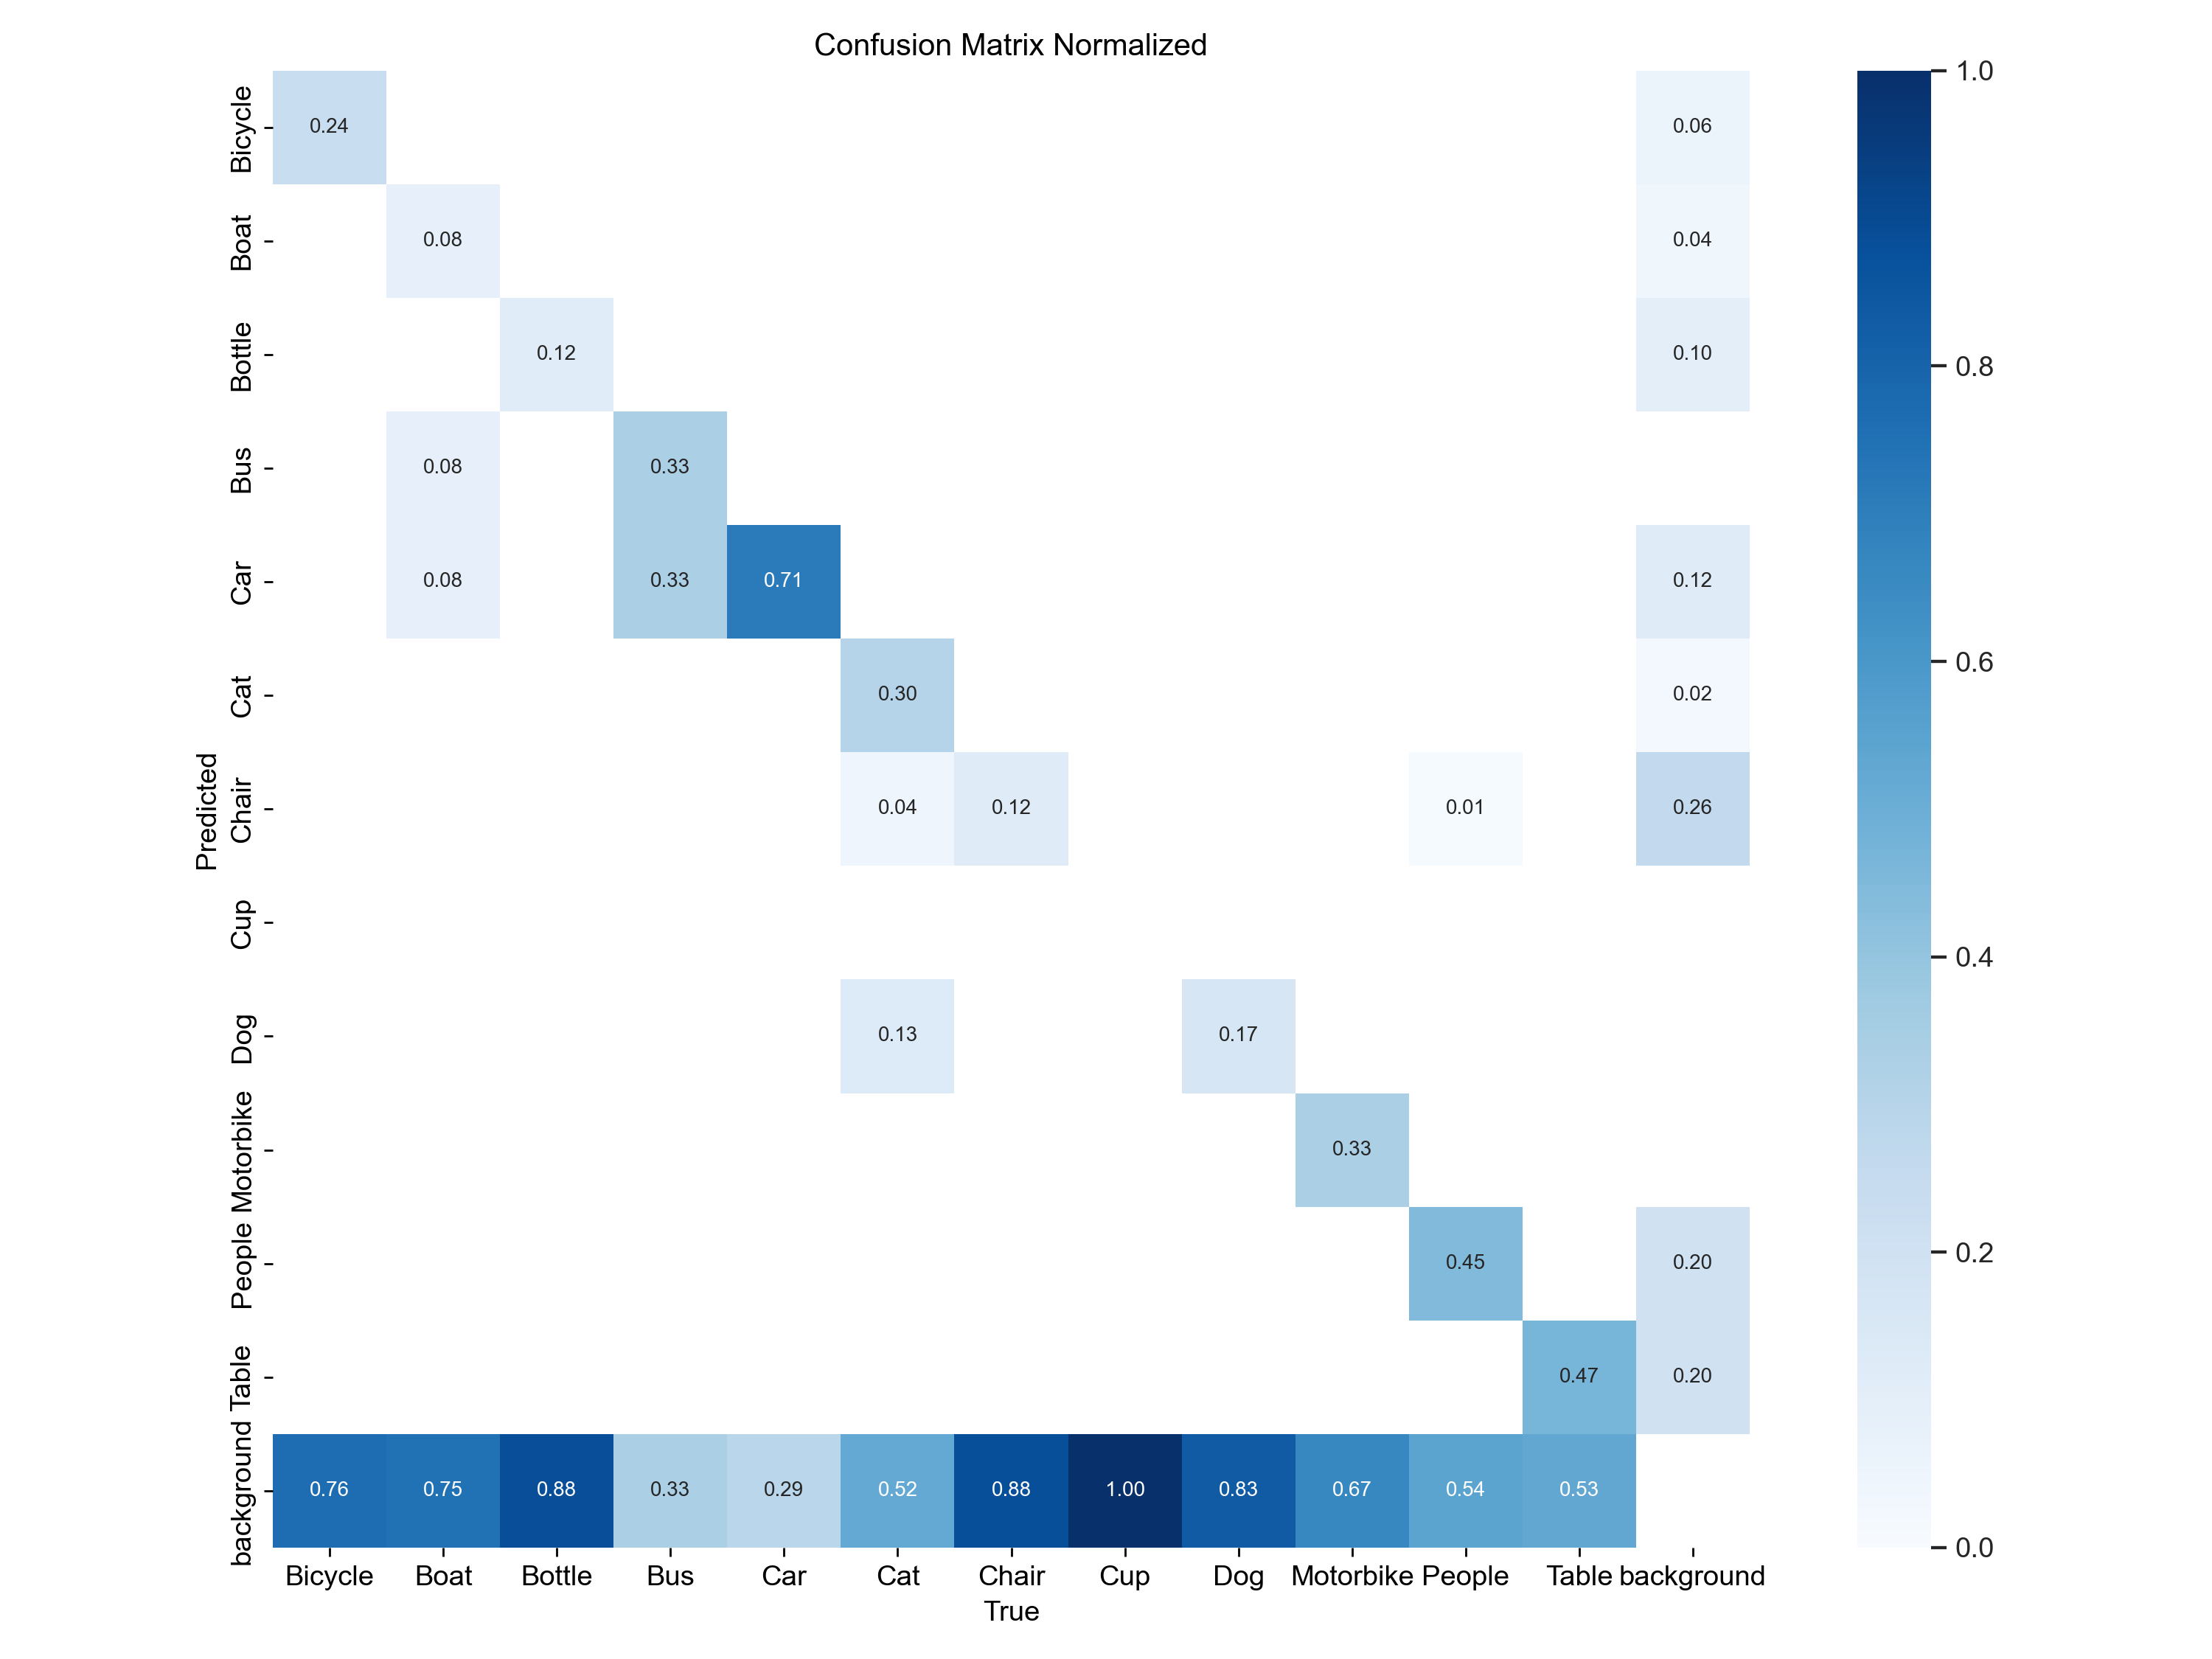 Confusion Matrix Normalized
Bicycle
0.24
0.06
1.0
Boat
0.08
0.04
Bottle
0.12
0.10
0.8
Bus
0.08
0.33
Car
0.08
0.33
0.71
0.12
0.6
Cat
0.30
0.02
Predicted
Chair
0.04
0.12
0.01
0.26
Cup
0.4
Dog
0.13
0.17
Motorbike
0.33
People
0.45
0.20
0.2
Table
0.47
0.20
background
0.76
0.75
0.88
0.33
0.29
0.52
0.88
1.00
0.83
0.67
0.54
0.53
0.0
Bicycle
Boat
Bottle
Bus
Car
Cat
Chair
Cup
Dog
Motorbike
People
Table
background
True